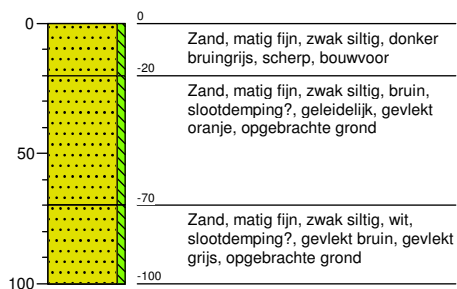 0
0
Zand, matig fijn, zwak siltig, donker
bruingrijs, scherp, bouwvoor
-20
Zand, matig fijn, zwak siltig, bruin,
slootdemping?, geleidelijk, gevlekt
oranje, opgebrachte grond
50
-70
Zand, matig fijn, zwak siltig, wit,
slootdemping?, gevlekt bruin, gevlekt
grijs, opgebrachte grond
100
-100